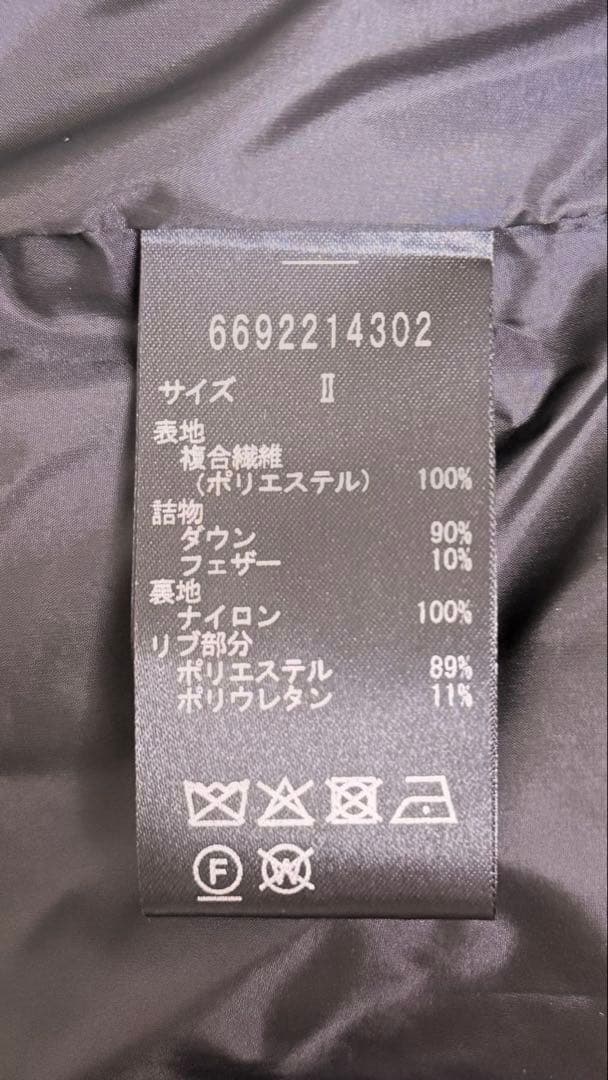 6692214302
サイズ Ⅱ
表地
複合繊維
(ポリエステル) 100%
詰物
ダウン 90%
フェザー 10%
裏地
ナイロン 100%
リブ部分
ポリエステル 89%
ポリウレタン 11%
F W